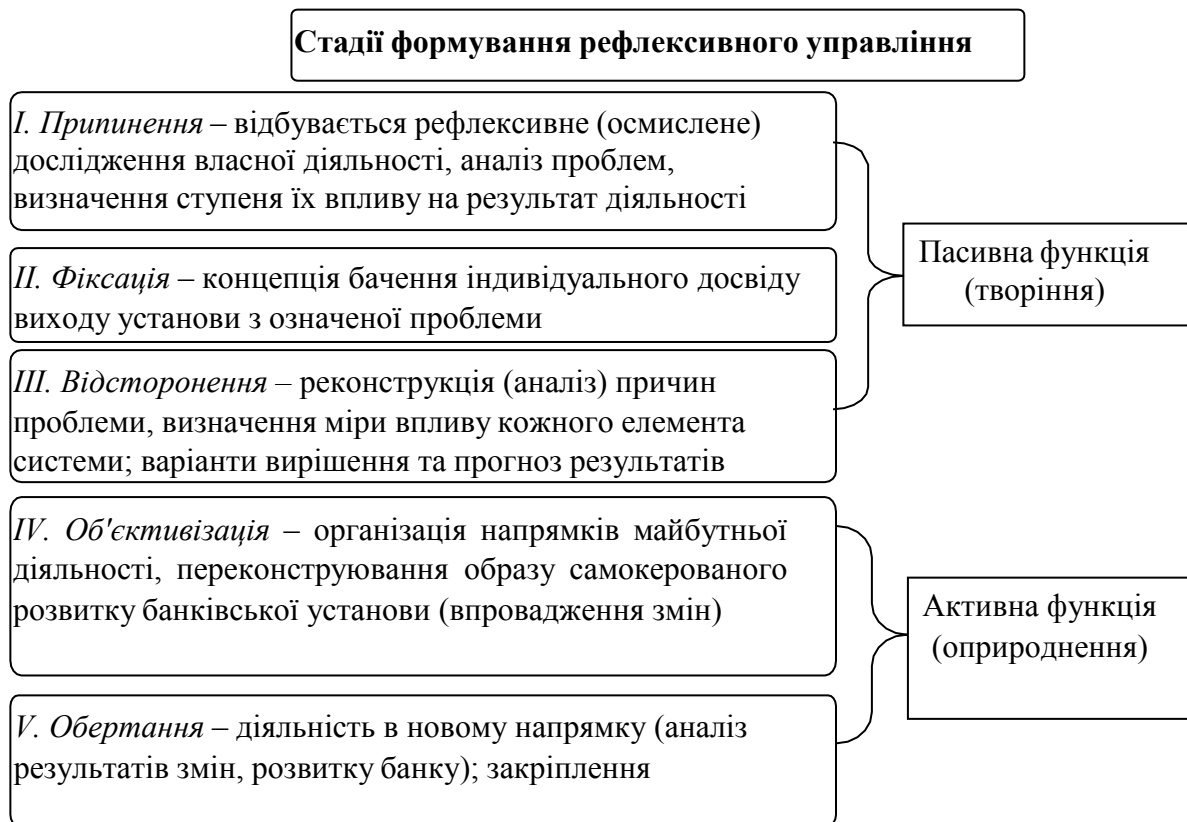 Стадії формування рефлексивного управління
I. Припинення – відбувається рефлексивне (осмислене)
дослідження власної діяльності, аналіз проблем,
визначення ступеня їх впливу на результат діяльності
II. Фіксація – концепція бачення індивідуального досвіду
виходу установи з означеної проблеми
III. Відсторонення – реконструкція (аналіз) причин
проблеми, визначення міри впливу кожного елемента
системи; варіанти вирішення та прогноз результатів
Пасивна функція
(творіння)
IV. Об'єктивізація – організація напрямків майбутньої
діяльності, переконструювання образу самокерованого
розвитку банківської установи (впровадження змін)
V. Обертання – діяльність в новому напрямку (аналіз
результатів змін, розвитку банку); закріплення
Активна функція
(оприроднення)